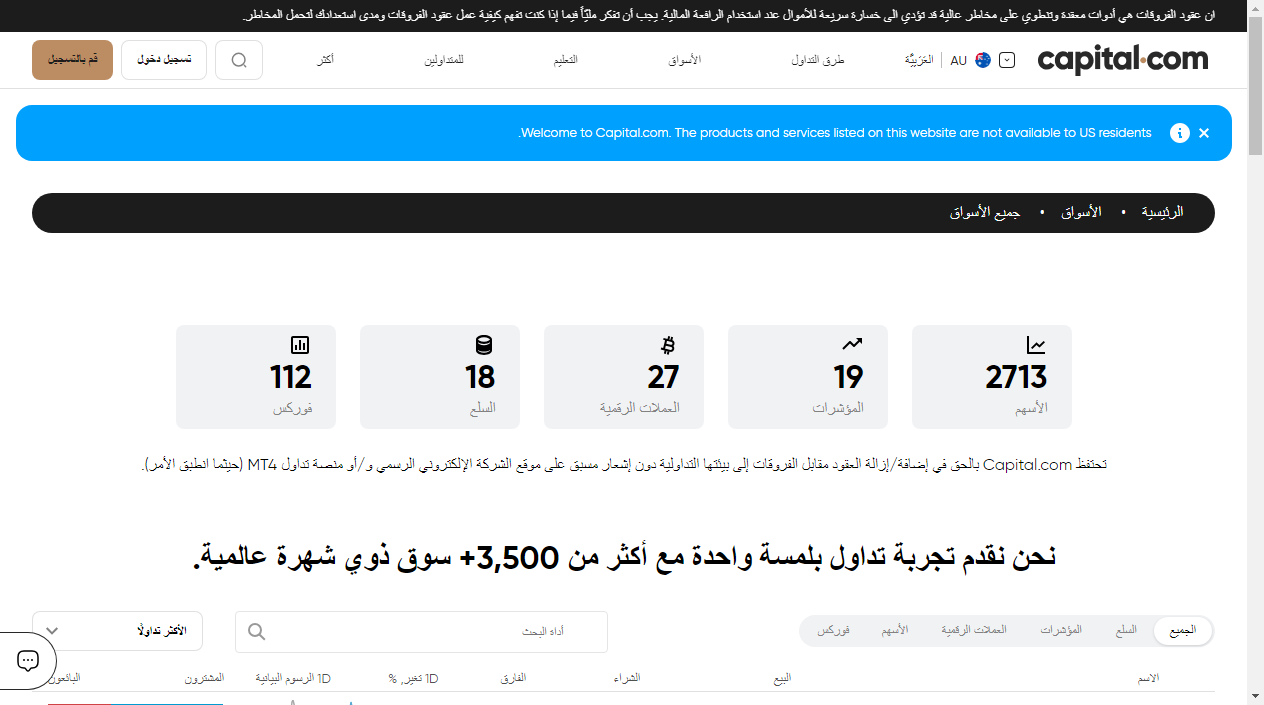 ان عقود الفروقات هي أدوات معقدة وتنطوي على مخاطر عالية قد تؤدي الى خسارة سريعة للأموال عند استخدام الرافعة المالية. يجب أن تفكر مليّاً فيما إذا كنت تفهم كيفية عمل عقود الفروقات ومدى استعدادك لتحمل المخاطر.
capital.com
AU
العَرَبِيَّة
طرق التداول
الأسواق
التعليم
للمتداولين
أكثر
تسجيل دخول
قم بالتسجيل
Welcome to Capital.com. The products and services listed on this website are not available to US residents.
الرئيسية • الأسواق • جميع الأسواق
2713
الأسهم
19
المؤشرات
27
العملات الرقمية
18
السلع
112
فوركس
تحتفظ Capital.com بالحق في إضافة/إزالة العقود مقابل الفروقات إلى بيئتها التداولية دون إشعار مسبق على موقع الشركة الإلكتروني الرسمي و/أو منصة تداول MT4 (حيثما انطبق الأمر).
نحن نقدم تجربة تداول بلمسة واحدة مع أكثر من 3,500+ سوق ذوي شهرة عالمية.
الجميع
السلع
المؤشرات
العملات الرقمية
الأسهم
فوركس
أداة البحث
الأكثر تداولًا
الاسم
البيع
الشراء
الفارق
1D تغير, %
1D الرسوم البيانية
المشترون
البائعون